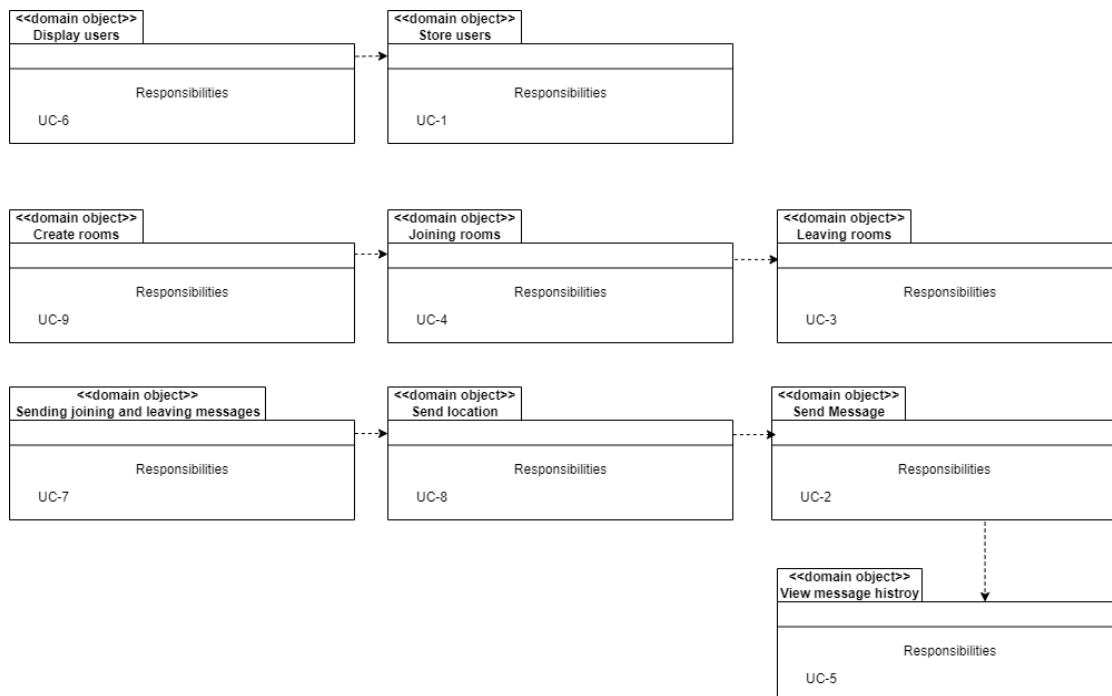 <<domain object>>
Display users
Responsibilities
UC-6
<<domain object>>
Store users
Responsibilities
UC-1
<<domain object>>
Create rooms
Responsibilities
UC-9
<<domain object>>
Joining rooms
Responsibilities
UC-4
<<domain object>>
Leaving rooms
Responsibilities
UC-3
<<domain object>>
Sending joining and leaving messages
Responsibilities
UC-7
<<domain object>>
Send location
Responsibilities
UC-8
<<domain object>>
Send Message
Responsibilities
UC-2
<<domain object>>
View message histroy
Responsibilities
UC-5